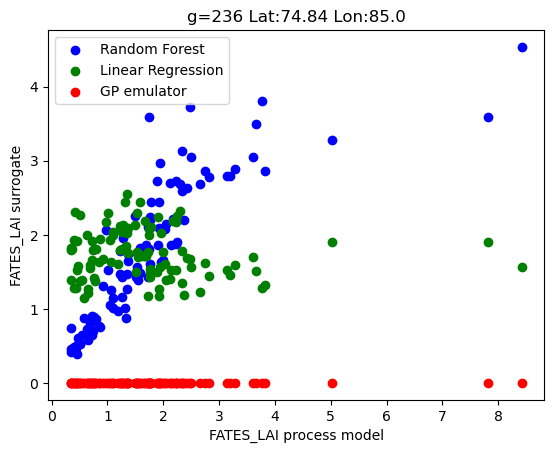 g=236 Lat:74.84 Lon:85.0
Random Forest
Linear Regression
GP emulator
FATES_LAI surrogate
4
3
2
1
0
0 1 2 3 4 5 6 7 8
FATES_LAI process model